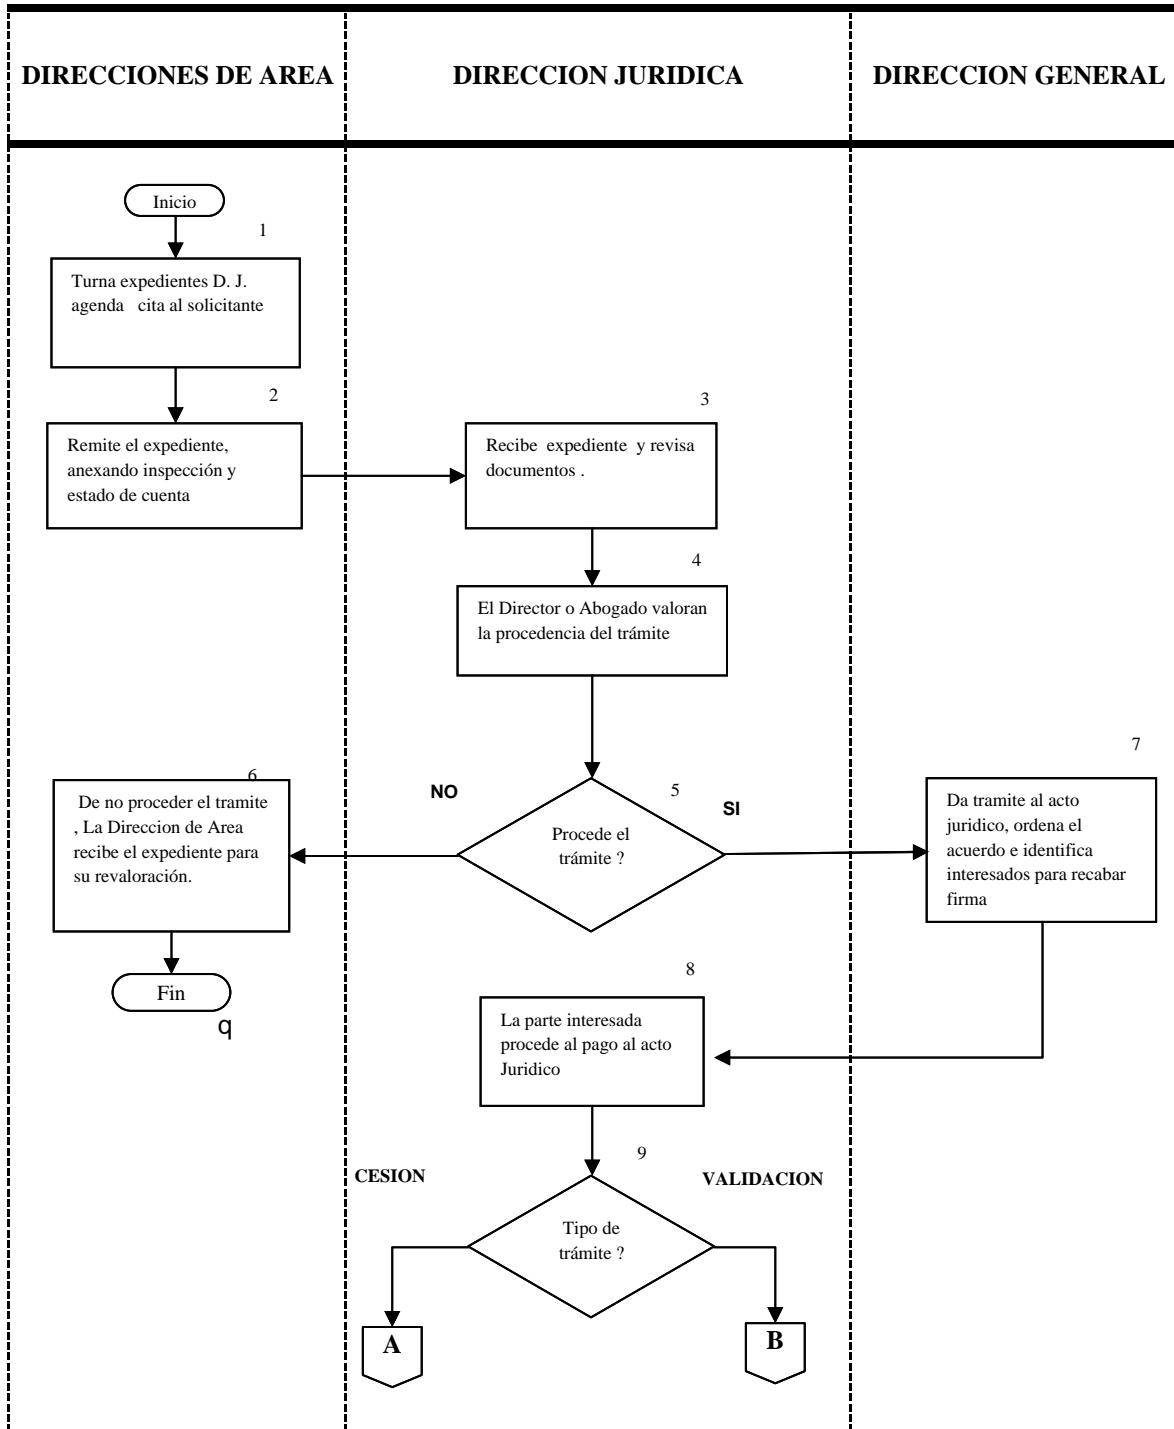 DIRECCIONES DE AREA
DIRECCION JURIDICA
DIRECCION GENERAL
Inicio
1
Turna expedientes D. J.
agenda cita al solicitante
2
Remite el expediente,
anexando inspección y
estado de cuenta
3
Recibe expediente y revisa
documentos .
4
El Director o Abogado valoran
la procedencia del trámite
5
Procede el
trámite ?
NO
SI
6
De no proceder el tramite
, La Direccion de Area
recibe el expediente para
su revaloración.
Fin
q
7
Da tramite al acto
juridico, ordena el
acuerdo e identifica
interesados para recabar
firma
8
La parte interesada
procede al pago al acto
Juridico
9
CESION
VALIDACION
Tipo de
trámite ?
A
B